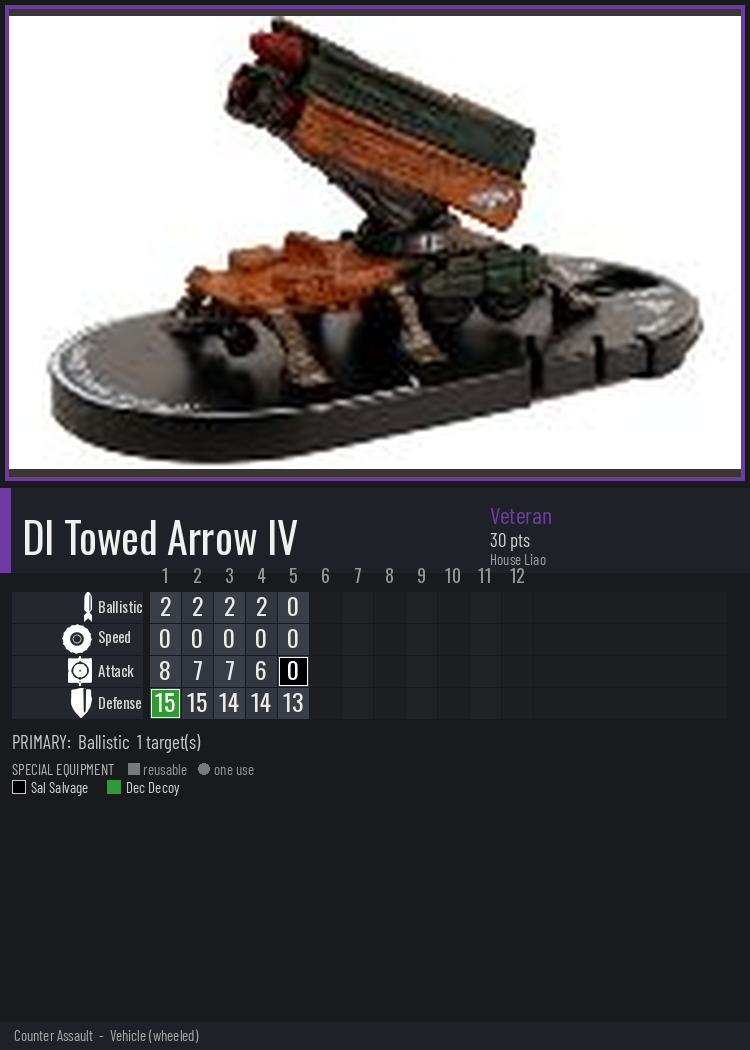 DI Towed Arrow IV
Veteran
30 pts
House Liao
1 2 3 4 5 6 7 8 9 10 11 12
Ballistic 2 2 2 2 0
Speed 0 0 0 0 0
Attack 8 7 7 6 0
Defense 15 15 14 14 13
PRIMARY: Ballistic 1 target(s)
SPECIAL EQUIPMENT reusable one use
Sal Salvage Dec Decoy
Counter Assault - Vehicle (wheeled)